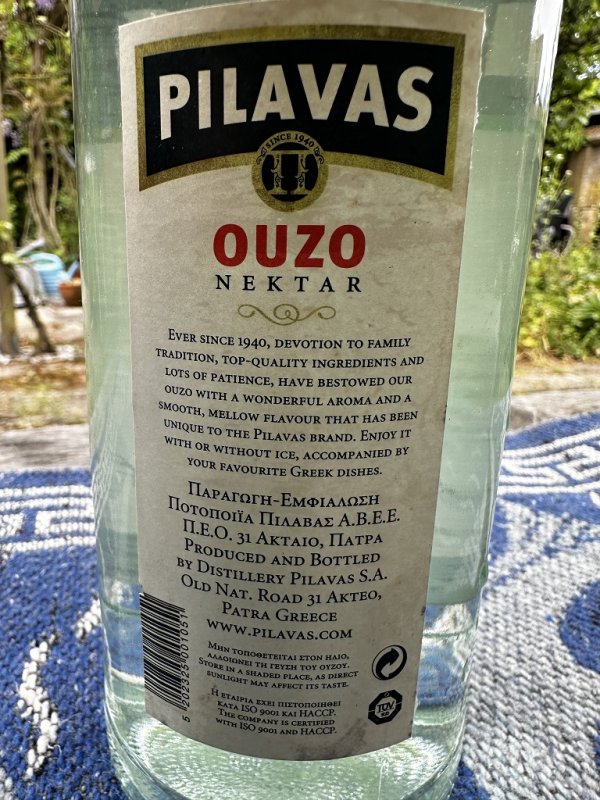 PILAVAS
SINCE 1940
OUZO
NEKTAR
EVER SINCE 1940, DEVOTION TO FAMILY
TRADITION, TOP-QUALITY INGREDIENTS AND
LOTS OF PATIENCE, HAVE BESTOWED OUR
OUZO WITH A WONDERFUL AROMA AND A
SMOOTH, MELLOW FLAVOUR THAT HAS BEEN
UNIQUE TO THE PILAVAS BRAND. ENJOY IT
WITH OR WITHOUT ICE, ACCOMPANIED BY
YOUR FAVOURITE GREEK DISHES.
ΠΑΡΑΓΩΓΗ-ΕΜΦΙΑΛΩΣΗ
ΠΟΤΟΠΟΙΪΑ ΠΙΛΑΒΑΣ Α.Β.Ε.Ε.
Π.Ε.Ο. 31 ΑΚΤΑΙΟ, ΠΑΤΡΑ
PRODUCED AND BOTTLED
BY DISTILLERY PILAVAS S.A.
OLD NAT. ROAD 31 AKTEO,
PATRA GREECE
WWW.PILAVAS.COM
ΜΗΝ ΤΟΠΟΘΕΤΕΙΤΑΙ ΣΤΟΝ ΗΛΙΟ,
ΑΛΛΟΙΩΝΕΙ ΤΗ ΓΕΥΣΗ ΤΟΥ ΟΥΖΟΥ.
STORE IN A SHADED PLACE, AS DIRECT
SUNLIGHT MAY AFFECT ITS TASTE.
Η ΕΤΑΙΡΙΑ ΕΧΕΙ ΠΙΣΤΟΠΟΙΗΘΕΙ
ΚΑΤΑ ISO 9001 ΚΑΙ HACCP.
THE COMPANY IS CERTIFIED
WITH ISO 9001 AND HACCP.
5 202325 001051
TÜV